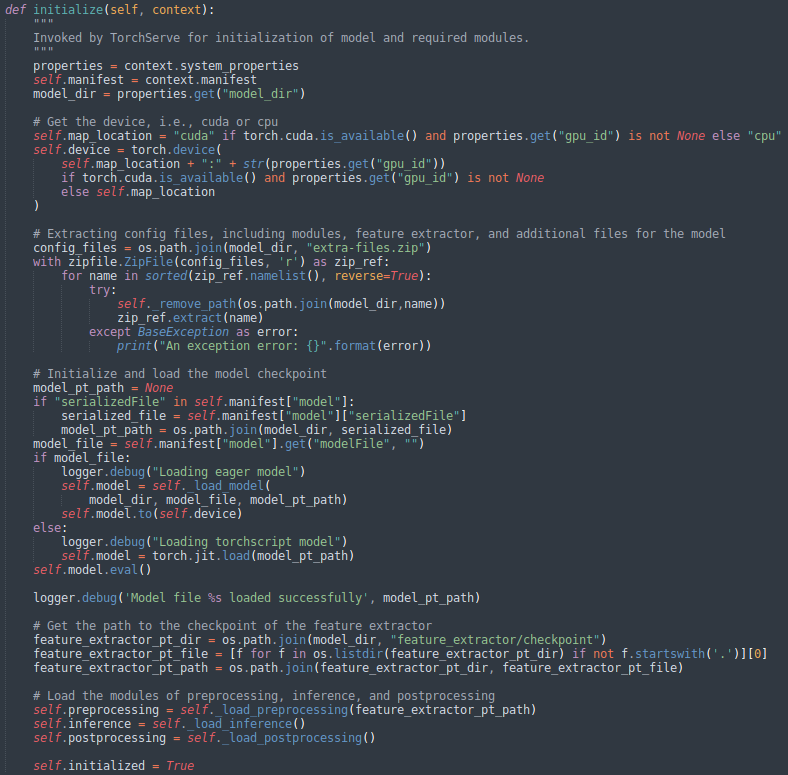 def initialize(self, context):
    """
    Invoked by TorchServe for initialization of model and required modules.
    """
    properties = context.system_properties
    self.manifest = context.manifest
    model_dir = properties.get("model_dir")

    # Get the device, i.e., cuda or cpu
    self.map_location = "cuda" if torch.cuda.is_available() and properties.get("gpu_id") is not None else "cpu"
    self.device = torch.device(
        self.map_location + ":" + str(properties.get("gpu_id"))
        if torch.cuda.is_available() and properties.get("gpu_id") is not None
        else self.map_location
    )

    # Extracting config files, including modules, feature extractor, and additional files for the model
    config_files = os.path.join(model_dir, "extra-files.zip")
    with zipfile.ZipFile(config_files, 'r') as zip_ref:
        for name in sorted(zip_ref.namelist(), reverse=True):
            try:
                self._remove_path(os.path.join(model_dir,name))
                zip_ref.extract(name)
            except BaseException as error:
                print("An exception error: {}".format(error))

    # Initialize and load the model checkpoint
    model_pt_path = None
    if "serializedFile" in self.manifest["model"]:
        serialized_file = self.manifest["model"]["serializedFile"]
        model_pt_path = os.path.join(model_dir, serialized_file)
    model_file = self.manifest["model"].get("modelFile", "")
    if model_file:
        logger.debug("Loading eager model")
        self.model = self._load_model(
            model_dir, model_file, model_pt_path)
        self.model.to(self.device)
    else:
        logger.debug("Loading torchscript model")
        self.model = torch.jit.load(model_pt_path)
    self.model.eval()

    logger.debug('Model file %s loaded successfully', model_pt_path)

    # Get the path to the checkpoint of the feature extractor
    feature_extractor_pt_dir = os.path.join(model_dir, "feature_extractor/checkpoint")
    feature_extractor_pt_file = [f for f in os.listdir(feature_extractor_pt_dir) if not f.startswith('.')][0]
    feature_extractor_pt_path = os.path.join(feature_extractor_pt_dir, feature_extractor_pt_file)

    # Load the modules of preprocessing, inference, and postprocessing
    self.preprocessing = self._load_preprocessing(feature_extractor_pt_path)
    self.inference = self._load_inference()
    self.postprocessing = self._load_postprocessing()

    self.initialized = True